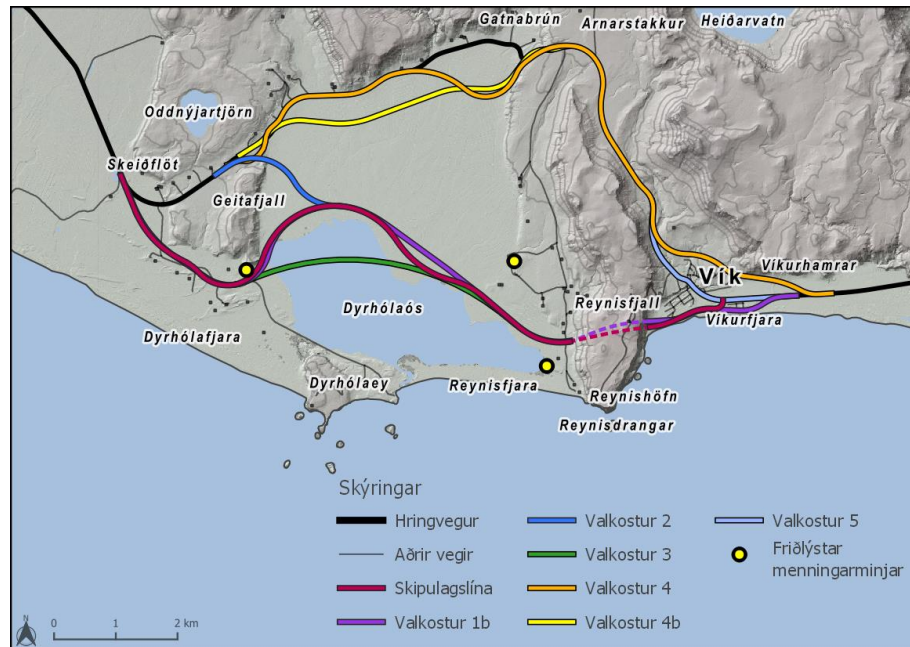 Gatnabrún
Arnarstakkur
Heiðarvatn
Oddnýjartjörn
Skeiðflöt
Geitafjall
Dyrhólaós
Dyrhólafjara
Dyrhólaey
Reynisfjara
Reynisfjall
Vík
Víkurhamrar
Víkurfjara
Reynishöfn
Reynisdrangar
Skýringar
Hringvegur
Aðrir vegir
Skipulagslína
Valkostur 1b
Valkostur 2
Valkostur 3
Valkostur 4
Valkostur 4b
Valkostur 5
Friðlýstar
menningarminjar
N
0 1 2 km